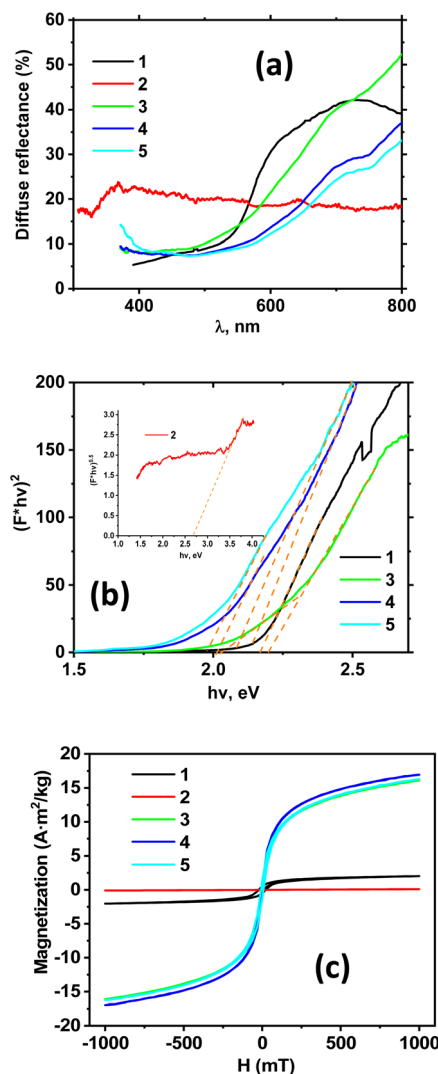 (a)
1
2
3
4
5
Diffuse reflectance (%)
60
50
40
30
20
10
0
400 600 800
λ, nm
(b)
(F*hν)²
200
150
100
50
0
1.5 2.0 2.5
hν, eV
1
3
4
5
2
(F*hν)^0.5
3.0
2.5
2.0
1.5
1.0
0.5
0.0
1.0 1.5 2.0 2.5 3.0 3.5 4.0
hν, eV
(c)
1
2
3
4
5
Magnetization (A·m²/kg)
20
15
10
5
0
-5
-10
-15
-20
-1000 -500 0 500 1000
H (mT)